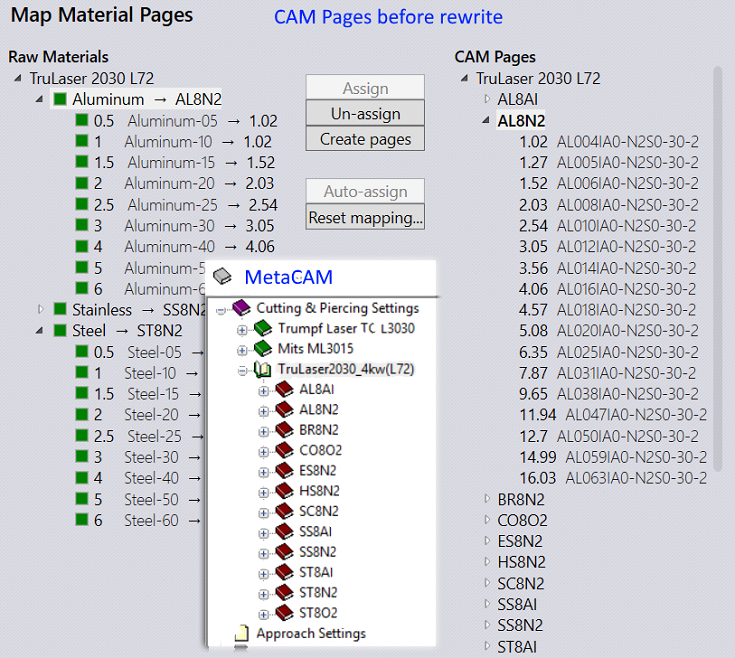 Map Material Pages
CAM Pages before rewrite
Raw Materials
TruLaser 2030 L72
Aluminum → AL8N2
0.5 Aluminum-05 → 1.02
1 Aluminum-10 → 1.02
1.5 Aluminum-15 → 1.52
2 Aluminum-20 → 2.03
2.5 Aluminum-25 → 2.54
3 Aluminum-30 → 3.05
4 Aluminum-40 → 4.06
5 Aluminum-5
6 Aluminum-6
Stainless → SS8N2
Steel → ST8N2
0.5 Steel-05 →
1 Steel-10 →
1.5 Steel-15 →
2 Steel-20 →
2.5 Steel-25 →
3 Steel-30 →
4 Steel-40 →
5 Steel-50 →
6 Steel-60 →
Assign
Un-assign
Create pages
Auto-assign
Reset mapping...
MetaCAM
Cutting & Piercing Settings
Trumpf Laser TC L3030
Mits ML3015
TruLaser2030_4kw(L72)
AL8AI
AL8N2
BR8N2
CO8O2
ES8N2
HS8N2
SC8N2
SS8AI
SS8N2
ST8AI
ST8N2
ST8O2
Approach Settings
CAM Pages
TruLaser 2030 L72
AL8AI
AL8N2
1.02 AL004IA0-N2S0-30-2
1.27 AL005IA0-N2S0-30-2
1.52 AL006IA0-N2S0-30-2
2.03 AL008IA0-N2S0-30-2
2.54 AL010IA0-N2S0-30-2
3.05 AL012IA0-N2S0-30-2
3.56 AL014IA0-N2S0-30-2
4.06 AL016IA0-N2S0-30-2
4.57 AL018IA0-N2S0-30-2
5.08 AL020IA0-N2S0-30-2
6.35 AL025IA0-N2S0-30-2
7.87 AL031IA0-N2S0-30-2
9.65 AL038IA0-N2S0-30-2
11.94 AL047IA0-N2S0-30-2
12.7 AL050IA0-N2S0-30-2
14.99 AL059IA0-N2S0-30-2
16.03 AL063IA0-N2S0-30-2
BR8N2
CO8O2
ES8N2
HS8N2
SC8N2
SS8AI
SS8N2
ST8AI